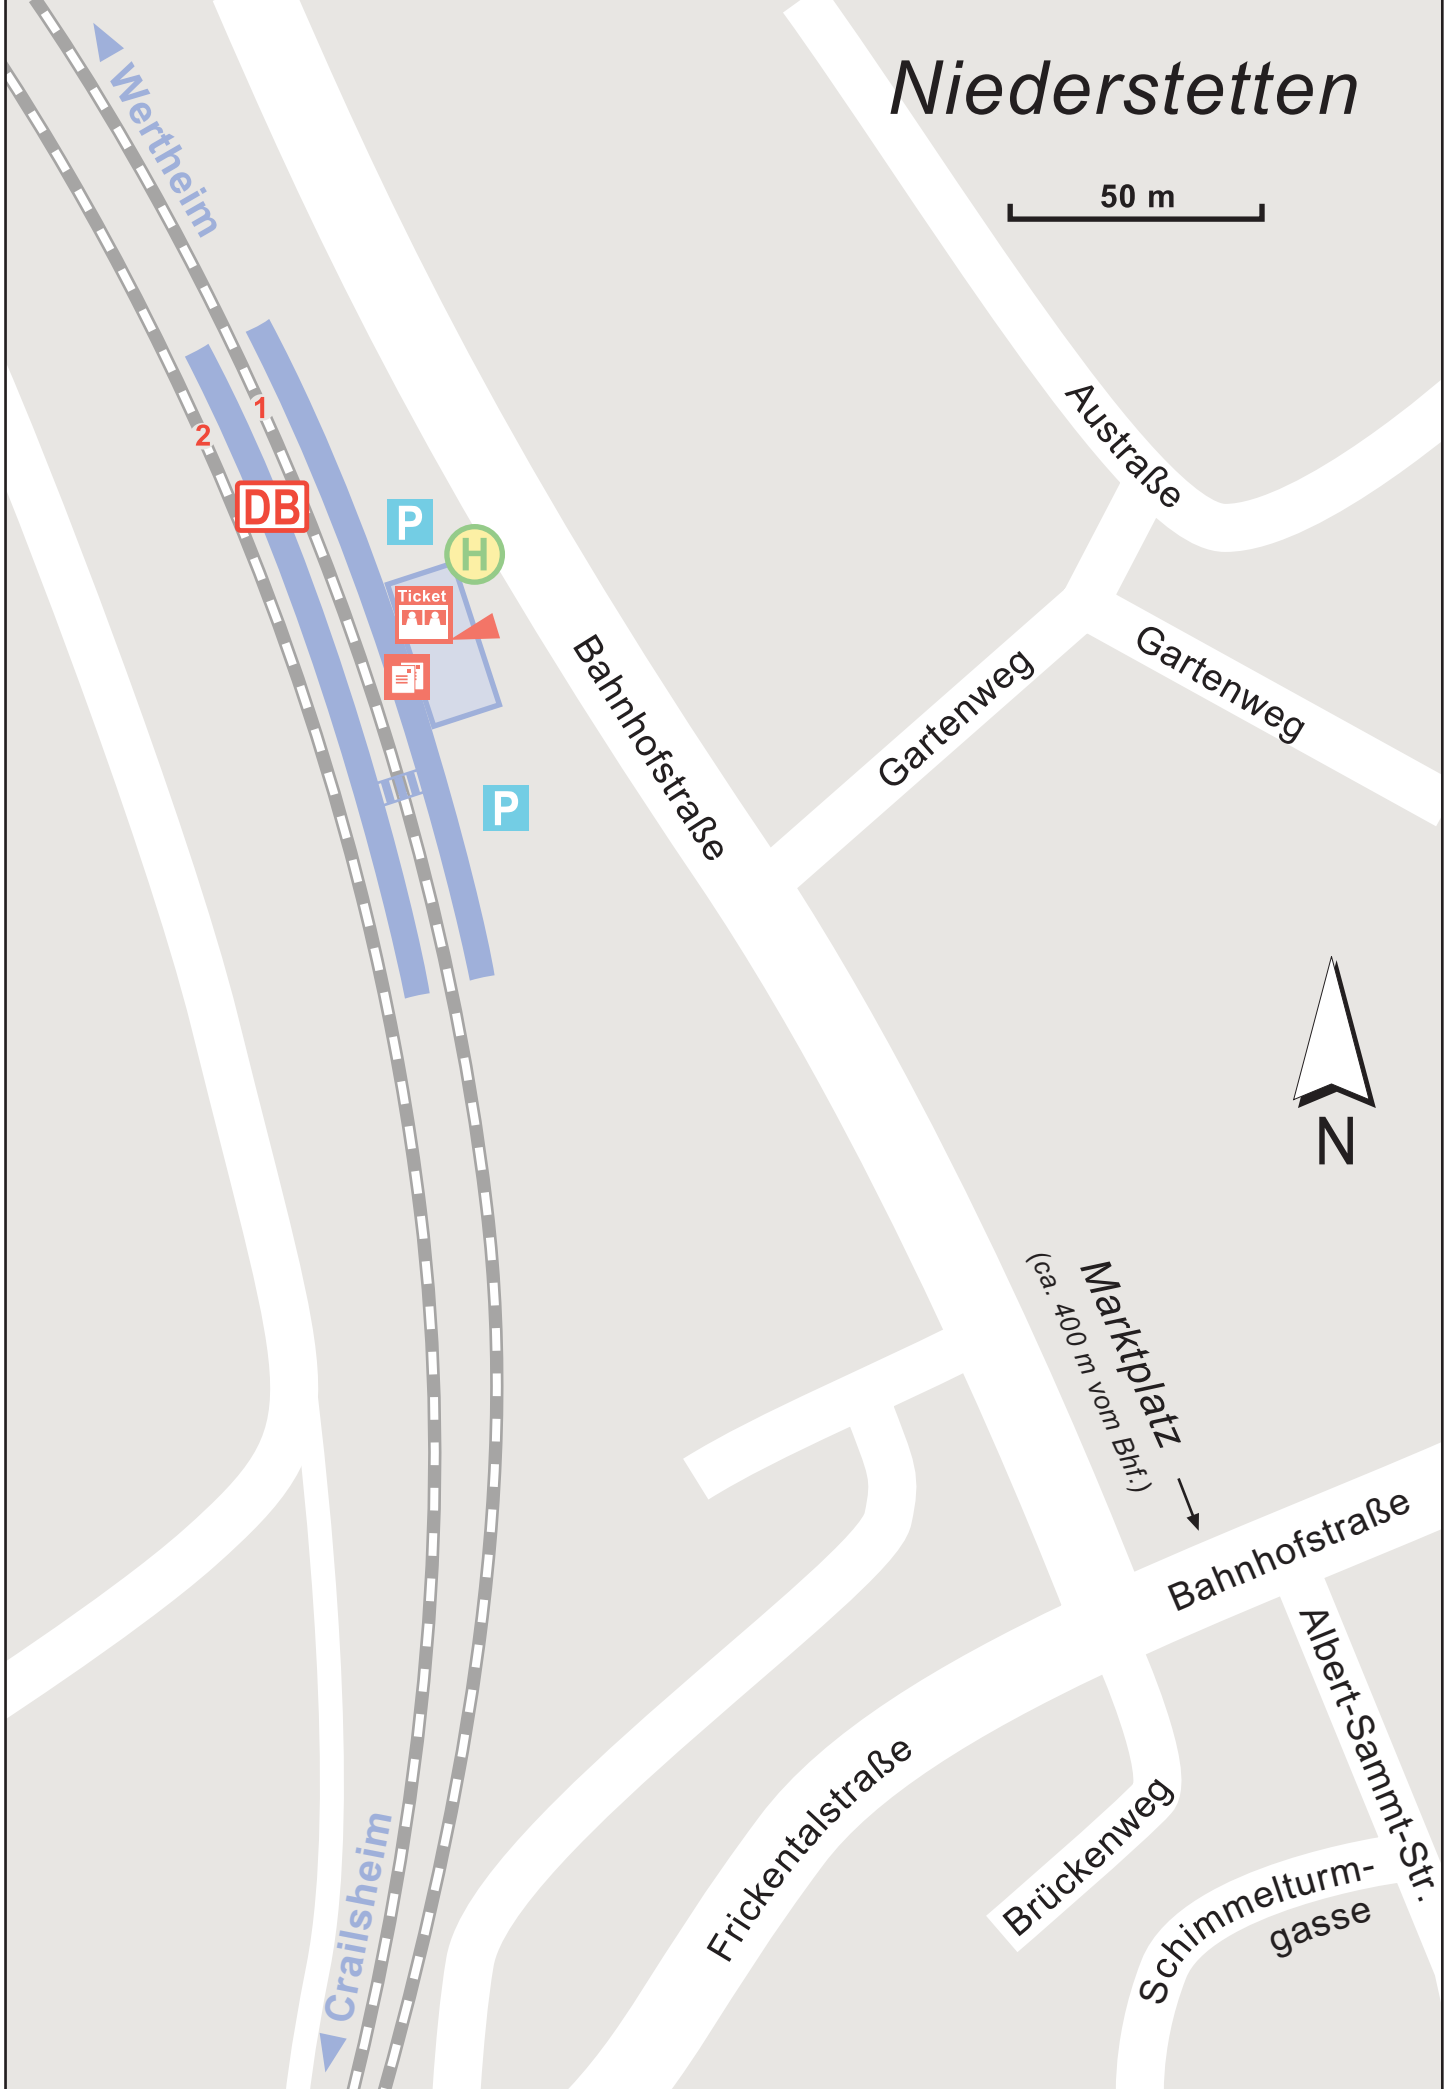 Niederstetten
50 m
Wertheim
1
2
DB
P
H
Ticket
P
Austraße
Bahnhofstraße
Gartenweg
Gartenweg
N
Marktplatz
(ca. 400 m vom Bhf.)
Bahnhofstraße
Albert-Sammt-Str.
Frickentalstraße
Brückenweg
Schimmelturm-
gasse
Crailsheim